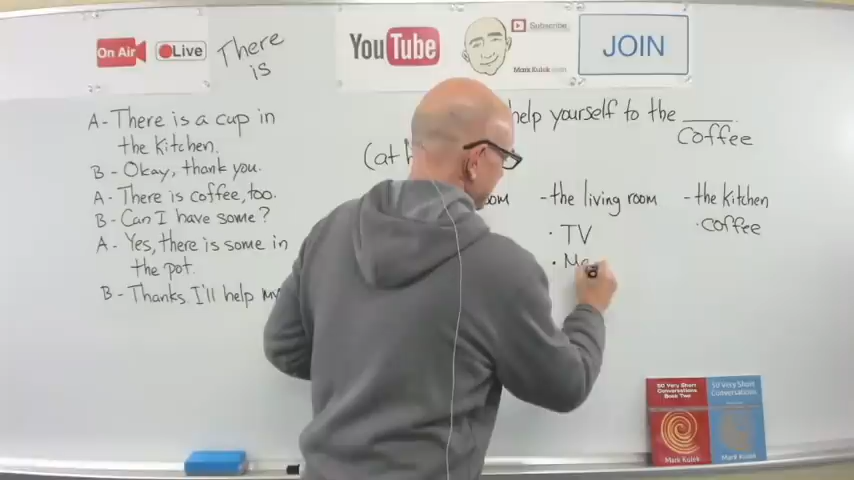 On Air
Live
There
is
YouTube
Subscribe
Mark Kulek.com
JOIN
A- There is a cup in
the kitchen.
B- Okay, thank you.
A- There is coffee, too.
B- Can I have some?
A- Yes, there is some in
the pot.
B- Thanks I'll help my
help yourself to the ____
coffee
(at
- the living room
· TV
- the kitchen
· coffee
50 Very Short
Conversations
Book Two
Mark Kulek
50 Very Short
Conversations
Mark Kulek